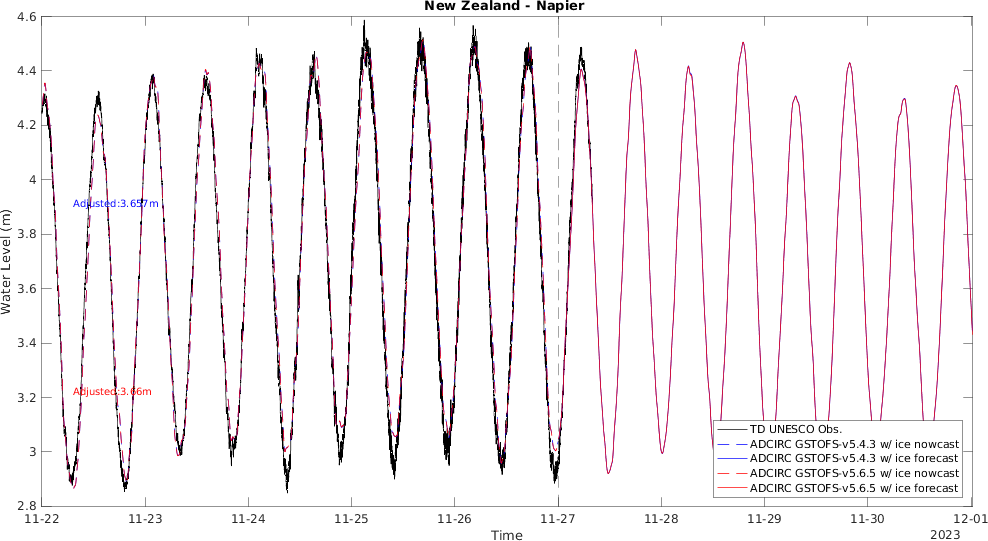 New Zealand - Napier
4.6
4.4
4.2
4
3.8
3.6
3.4
3.2
3
2.8
Water Level (m)
Adjusted:3.657m
Adjusted:3.66m
TD UNESCO Obs.
ADCIRC GSTOFS-v5.4.3 w/ ice nowcast
ADCIRC GSTOFS-v5.4.3 w/ ice forecast
ADCIRC GSTOFS-v5.6.5 w/ ice nowcast
ADCIRC GSTOFS-v5.6.5 w/ ice forecast
11-22 11-23 11-24 11-25 11-26 11-27 11-28 11-29 11-30 12-01
Time
2023